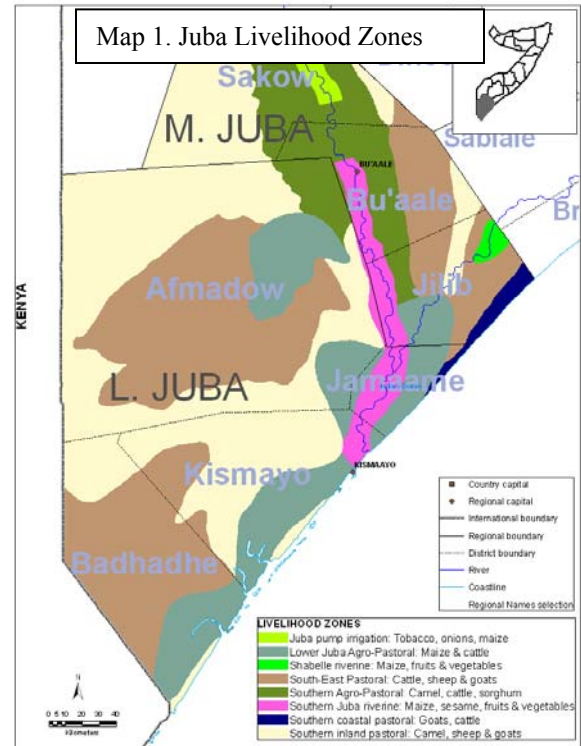 Map 1. Juba Livelihood Zones
Sakow
M. JUBA
Sablale
BU'AALE
Bu'aale
Br
Afmadow
Jilib
KENYA
L. JUBA
Jamaame
Kismayo
KISMAAYO
Badhadhe
Country capital
Regional capital
International boundary
Regional boundary
District boundary
River
Coastline
Regional Names selection
LIVELIHOOD ZONES
Juba pump irrigation: Tobacco, onions, maize
Lower Juba Agro-Pastoral: Maize & cattle
Shabelle riverine: Maize, fruits & vegetables
South-East Pastoral: Cattle, sheep & goats
Southern Agro-Pastoral: Camel, cattle, sorghum
Southern Juba riverine: Maize, sesame, fruits & vegetables
Southern coastal pastoral: Goats, cattle
Southern inland pastoral: Camel, sheep & goats
N
0 5 10 20 30 40
Kilometers